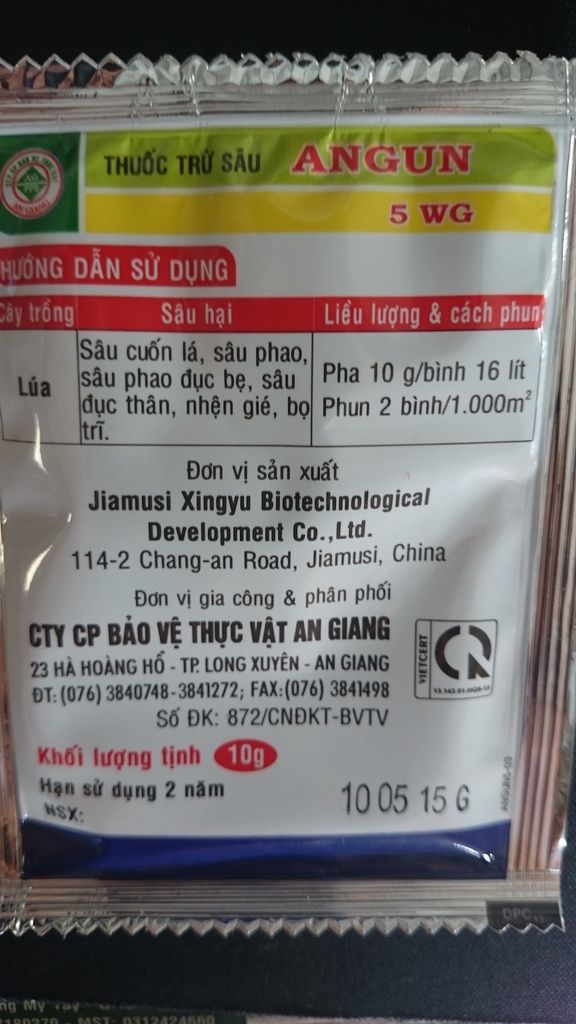 THUỐC TRỪ SÂU ANGUN
5 WG
HƯỚNG DẪN SỬ DỤNG
Cây trồng Sâu hại Liều lượng & cách phun
Lúa
Sâu cuốn lá, sâu phao,
sâu phao đục bẹ, sâu
đục thân, nhện gié, bọ
trĩ.
Pha 10 g/bình 16 lít
Phun 2 bình/1.000m²
Đơn vị sản xuất
Jiamusi Xingyu Biotechnological
Development Co.,Ltd.
114-2 Chang-an Road, Jiamusi, China
Đơn vị gia công & phân phối
CTY CP BẢO VỆ THỰC VẬT AN GIANG
23 HÀ HOÀNG HỔ - TP. LONG XUYÊN - AN GIANG
ĐT: (076) 3840748-3841272; FAX:(076) 3841498
Số ĐK: 872/CNĐKT-BVTV
VIETCERT
Khối lượng tịnh 10g
Hạn sử dụng 2 năm
NSX:
10 05 15 G
DPC
MST: 0312424660